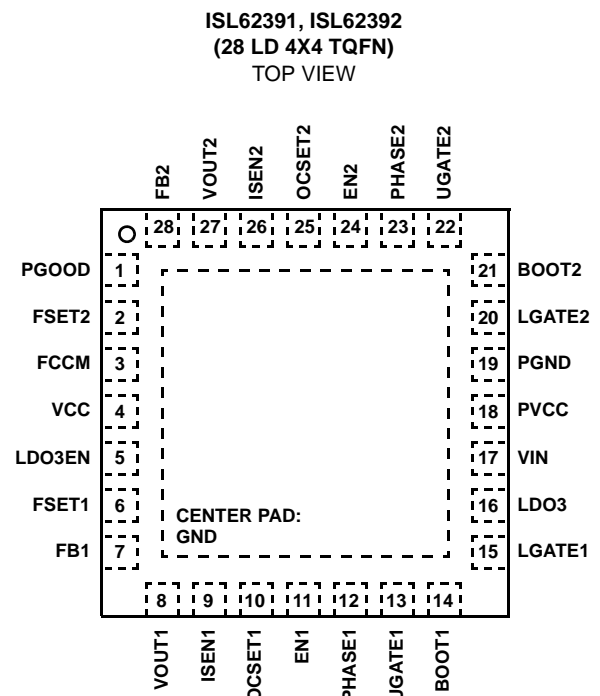 ISL62391, ISL62392
(28 LD 4X4 TQFN)
TOP VIEW
FB2
VOUT2
ISEN2
OCSET2
EN2
PHASE2
UGATE2
28 27 26 25 24 23 22
PGOOD 1
21 BOOT2
FSET2 2
20 LGATE2
FCCM 3
19 PGND
VCC 4
18 PVCC
LDO3EN 5
17 VIN
FSET1 6
16 LDO3
FB1 7
15 LGATE1
CENTER PAD:
GND
8 9 10 11 12 13 14
VOUT1
ISEN1
OCSET1
EN1
PHASE1
UGATE1
BOOT1